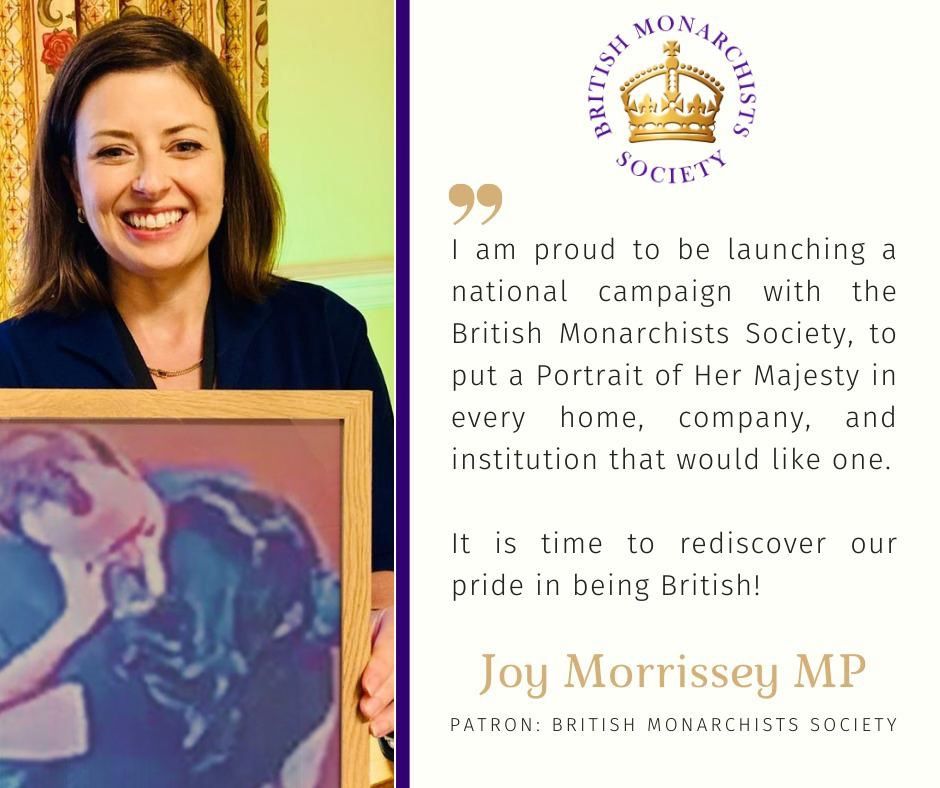 BRITISH MONARCHISTS
SOCIETY
”
I am proud to be launching a
national campaign with the
British Monarchists Society, to
put a Portrait of Her Majesty in
every home, company, and
institution that would like one.
It is time to rediscover our
pride in being British!
Joy Morrissey MP
PATRON: BRITISH MONARCHISTS SOCIETY